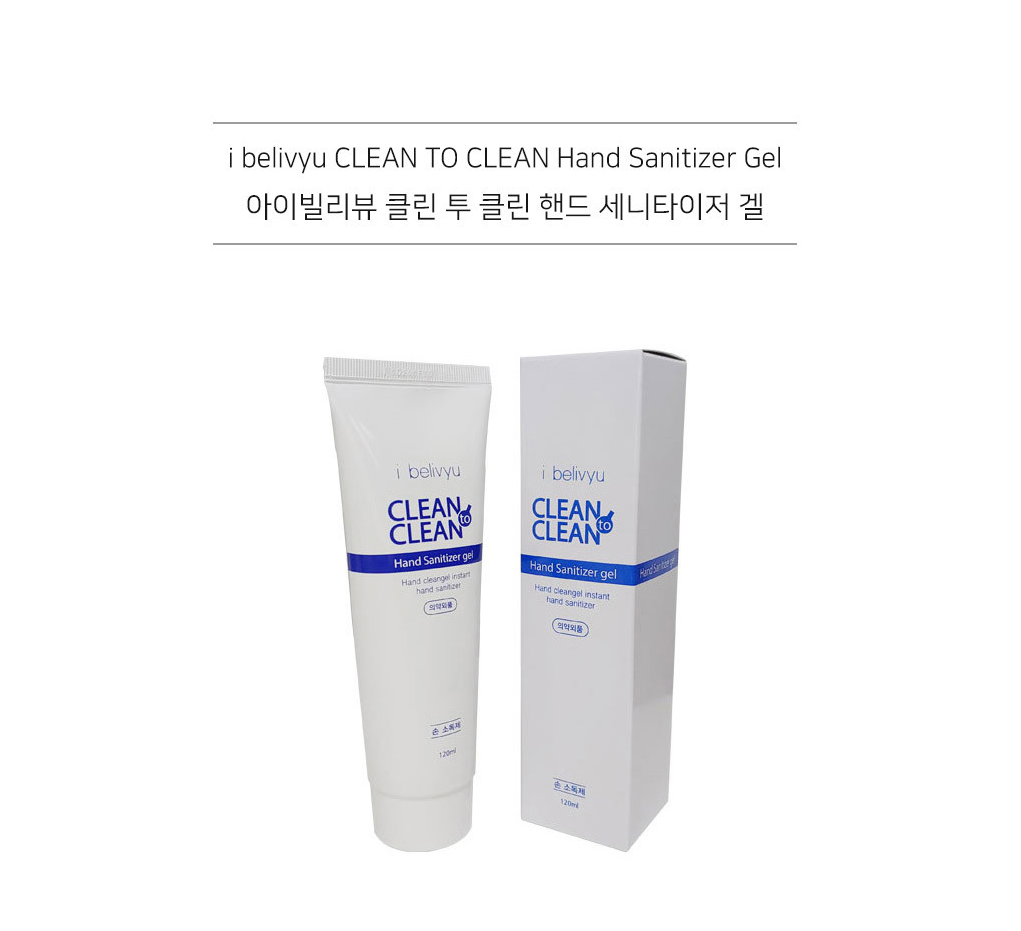 i belivyu CLEAN TO CLEAN Hand Sanitizer Gel
아이빌리뷰 클린 투 클린 핸드 세니타이저 겔
i belivyu
CLEAN
to
CLEAN
Hand Sanitizer gel
Hand cleangel instant
hand sanitizer
의약외품
손 소독제
120ml
i belivyu
CLEAN
to
CLEAN
Hand Sanitizer gel
Hand Sanitizer gel
Hand cleangel instant
hand sanitizer
의약외품
손 소독제
120ml